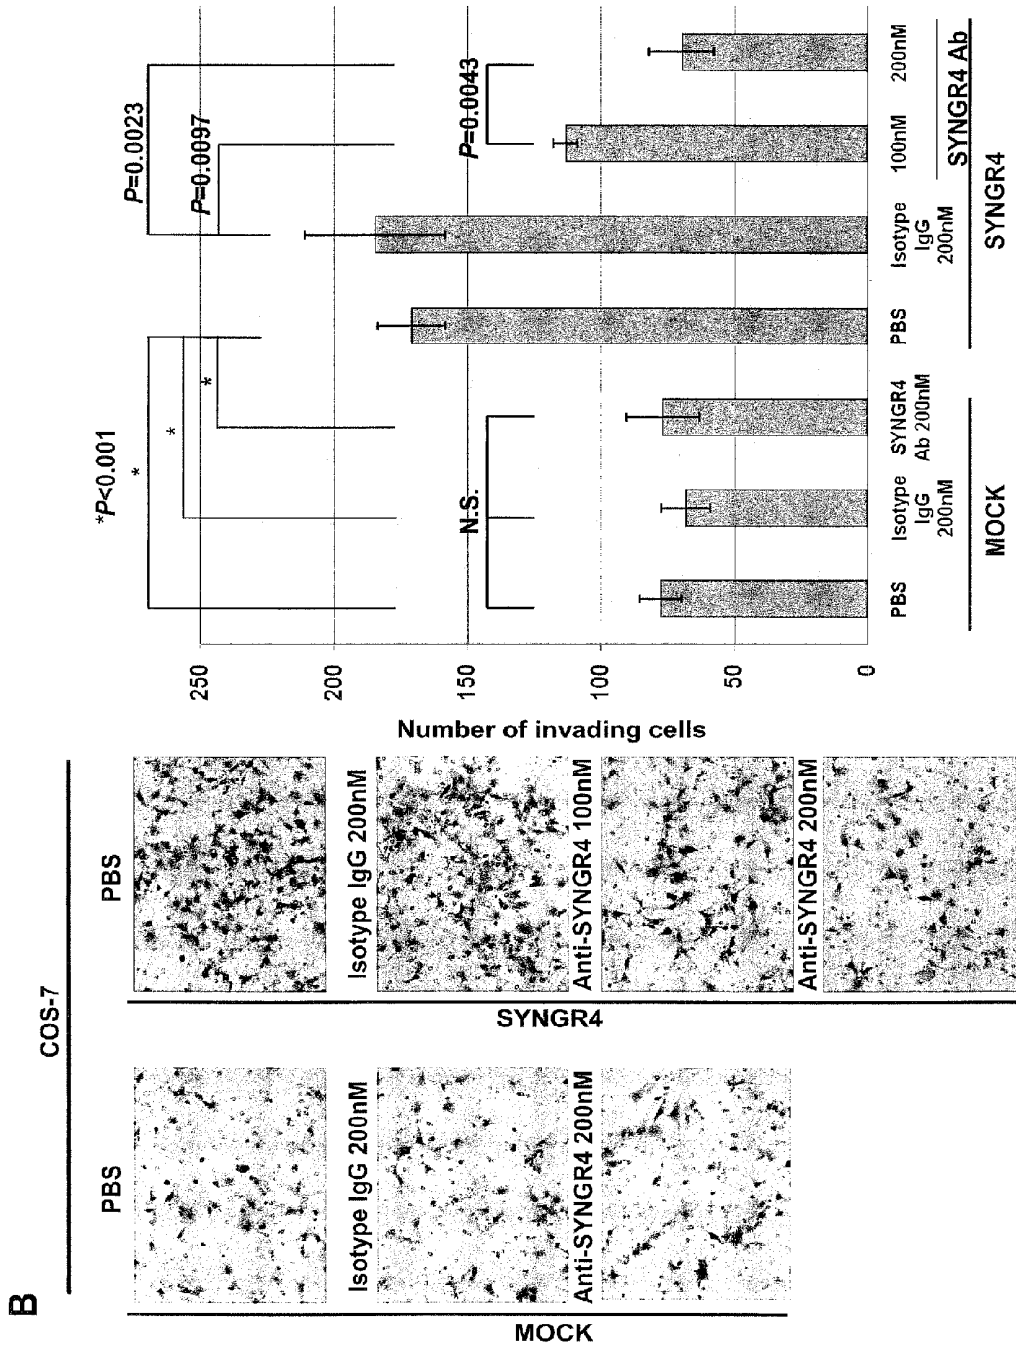 B
COS-7
PBS
Isotype IgG 200nM
Anti-SYNGR4 200nM
MOCK
PBS
Isotype IgG 200nM
Anti-SYNGR4 100nM
Anti-SYNGR4 200nM
SYNGR4
Number of invading cells
250
200
150
100
50
0
*P<0.001
*
*
*
N.S.
P=0.0023
P=0.0097
P=0.0043
PBS
Isotype
IgG
200nM
SYNGR4
Ab 200nM
PBS
Isotype
IgG
200nM
100nM
200nM
SYNGR4 Ab
MOCK
SYNGR4